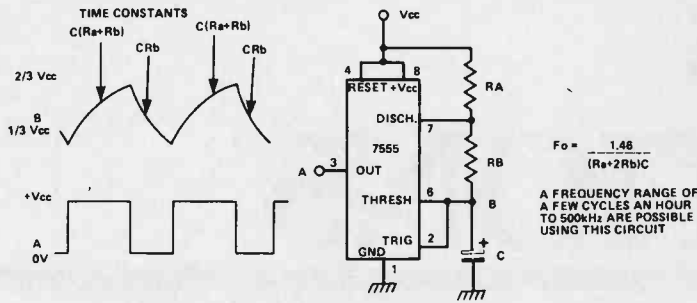 TIME CONSTANTS
C(Ra+Rb)
CRb
C(Ra+Rb)
CRb
2/3 Vcc
B
1/3 Vcc
+Vcc
A
0V
Vcc
4
8
RESET +Vcc
RA
DISCH.
7
7555
A
3
OUT
RB
THRESH
6
B
TRIG
2
+
C
GND
1
Fo = 1.46
(Ra+2Rb)C
A FREQUENCY RANGE OF
A FEW CYCLES AN HOUR
TO 500kHz ARE POSSIBLE
USING THIS CIRCUIT